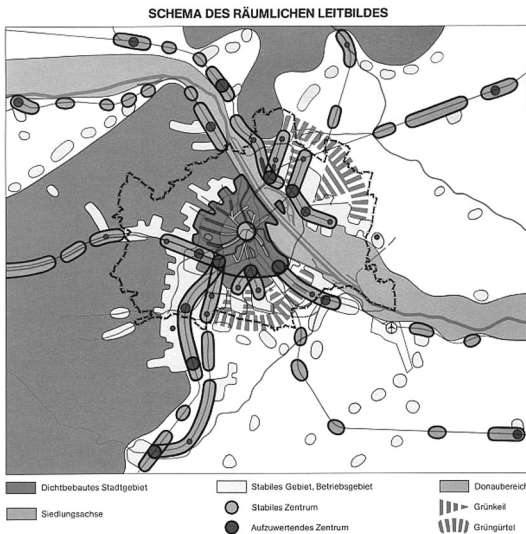 SCHEMA DES RÄUMLICHEN LEITBILDES
Dichtbebautes Stadtgebiet
Siedlungsachse
Stabiles Gebiet, Betriebsgebiet
Stabiles Zentrum
Aufzuwertendes Zentrum
Donaubereich
Grünkeil
Grüngürtel